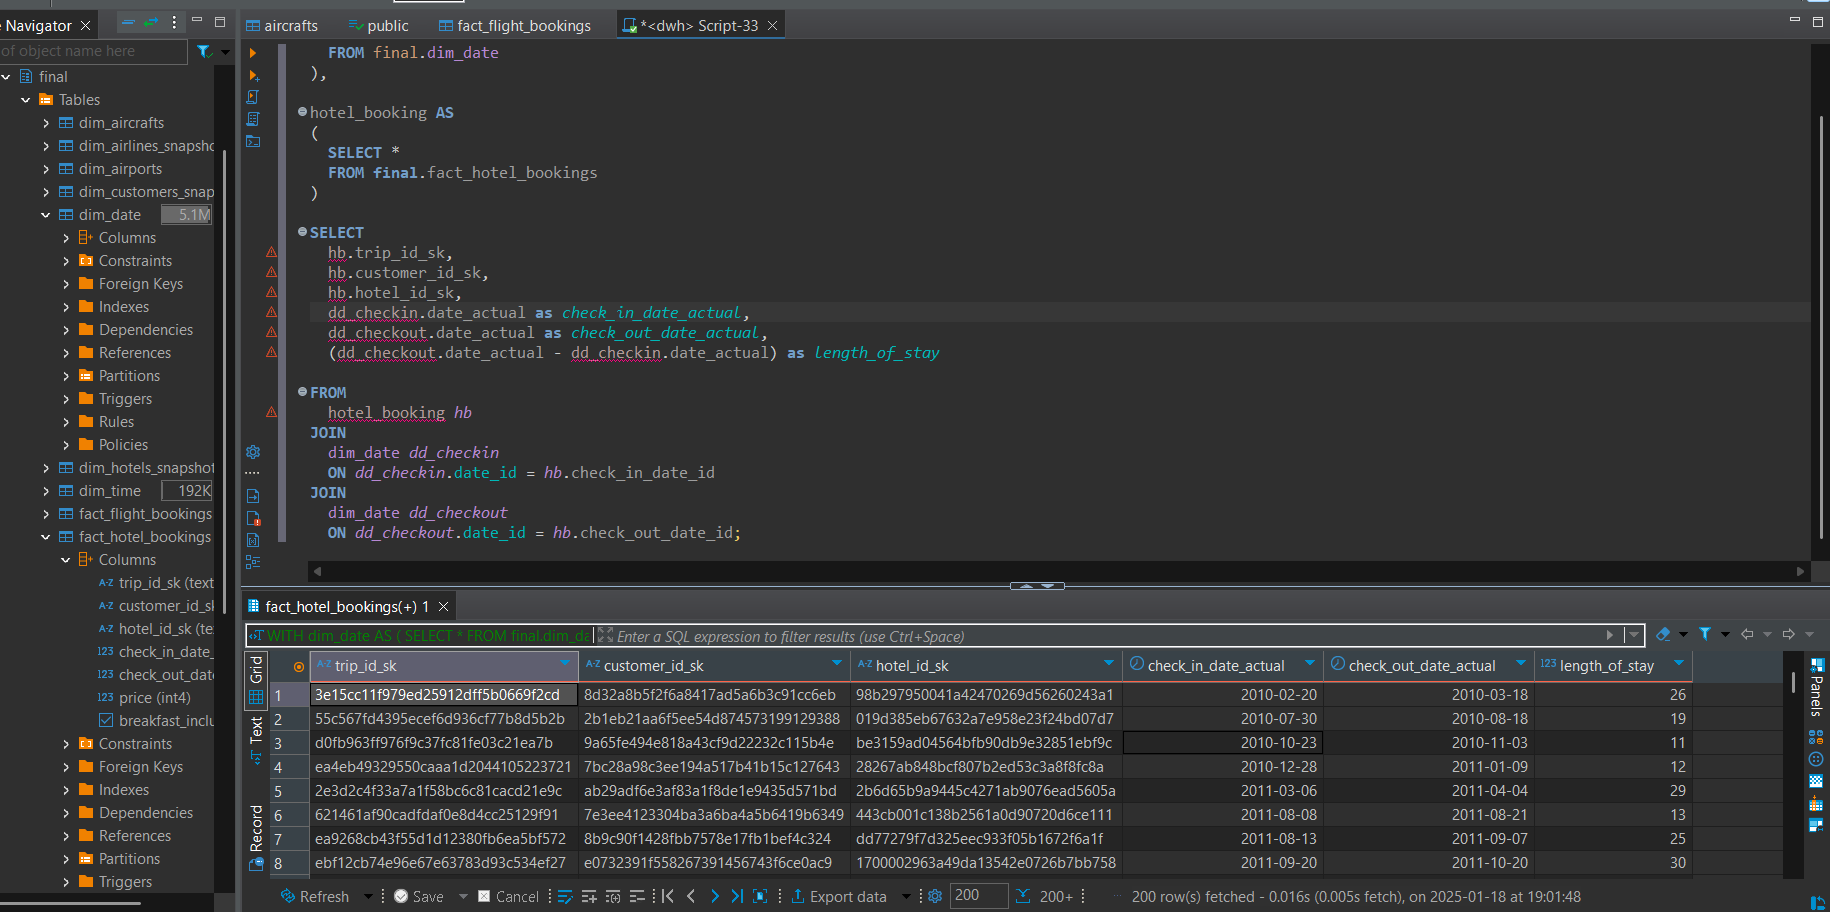 e Navigator
aircrafts
public
fact_flight_bookings
*<dwh> Script-33
of object name here
final
Tables
dim_aircrafts
dim_airlines_snapsho
dim_airports
dim_customers_snap
dim_date 5.1M
Columns
Constraints
Foreign Keys
Indexes
Dependencies
References
Partitions
Triggers
Rules
Policies
dim_hotels_snapshot
dim_time 192K
fact_flight_bookings
fact_hotel_bookings
Columns
A-Z trip_id_sk (text
A-Z customer_id_sk
A-Z hotel_id_sk (te
123 check_in_date_
123 check_out_date
123 price (int4)
breakfast_inclu
Constraints
Foreign Keys
Indexes
Dependencies
References
Partitions
Triggers
FROM final.dim_date
),
hotel_booking AS
(
SELECT *
FROM final.fact_hotel_bookings
)
SELECT
hb.trip_id_sk,
hb.customer_id_sk,
hb.hotel_id_sk,
dd_checkin.date_actual as check_in_date_actual,
dd_checkout.date_actual as check_out_date_actual,
(dd_checkout.date_actual - dd_checkin.date_actual) as length_of_stay
FROM
hotel_booking hb
JOIN
dim_date dd_checkin
ON dd_checkin.date_id = hb.check_in_date_id
JOIN
dim_date dd_checkout
ON dd_checkout.date_id = hb.check_out_date_id;
fact_hotel_bookings(+) 1
WITH dim_date AS ( SELECT * FROM final.dim_da
Enter a SQL expression to filter results (use Ctrl+Space)
Grid
Text
Record
A-Z trip_id_sk A-Z customer_id_sk A-Z hotel_id_sk check_in_date_actual check_out_date_actual 123 length_of_stay
1 3e15cc11f979ed25912dff5b0669f2cd 8d32a8b5f2f6a8417ad5a6b3c91cc6eb 98b297950041a42470269d56260243a1 2010-02-20 2010-03-18 26
2 55c567fd4395ecef6d936cf77b8d5b2b 2b1eb21aa6f5ee54d874573199129388 019d385eb67632a7e958e23f24bd07d7 2010-07-30 2010-08-18 19
3 d0fb963ff976f9c37fc81fe03c21ea7b 9a65fe494e818a43cf9d22232c115b4e be3159ad04564bfb90db9e32851ebf9c 2010-10-23 2010-11-03 11
4 ea4eb49329550caaa1d2044105223721 7bc28a98c3ee194a517b41b15c127643 28267ab848bcf807b2ed53c3a8f8fc8a 2010-12-28 2011-01-09 12
5 2e3d2c4f33a7a1f58bc6c81cacd21e9c ab29adf6e3af83a1f8de1e9435d571bd 2b6d65b9a9445c4271ab9076ead5605a 2011-03-06 2011-04-04 29
6 621461af90cadfdaf0e8d4cc25129f91 7e3ee4123304ba3a6ba4a5b6419b6349 443cb001c138b2561a0d90720d6ce111 2011-08-08 2011-08-21 13
7 ea9268cb43f55d1d12380fb6ea5bf572 8b9c90f1428fbb7578e17fb1bef4c324 dd77279f7d325eec933f05b1672f6a1f 2011-08-13 2011-09-07 25
8 ebf12cb74e96e67e63783d93c534ef27 e0732391f558267391456743f6ce0ac9 1700002963a49da13542e0726b7bb758 2011-09-20 2011-10-20 30
Panels
Refresh Save Cancel Export data 200 200+ 200 row(s) fetched - 0.016s (0.005s fetch), on 2025-01-18 at 19:01:48